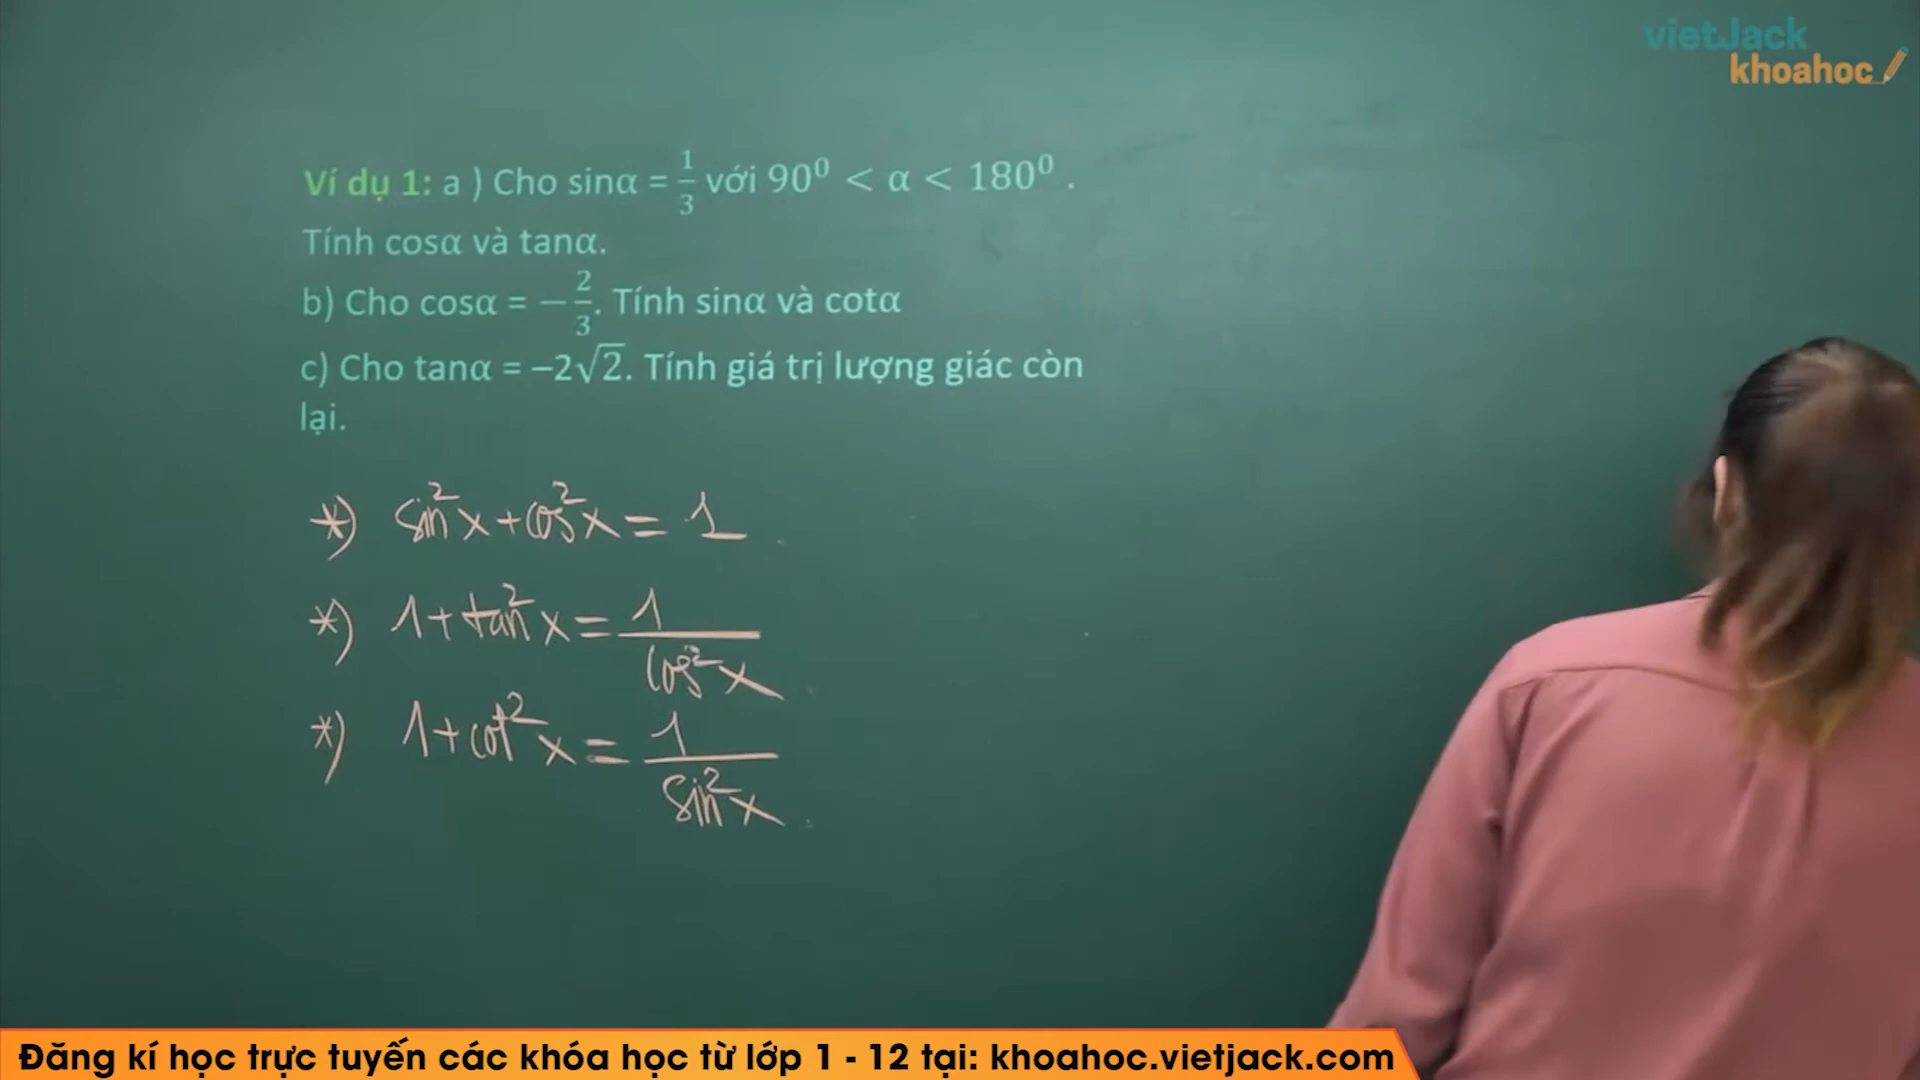 vietJack
khoahoc
Ví dụ 1: a ) Cho sinα = 1/3 với 90⁰ < α < 180⁰ .
Tính cosα và tanα.
b) Cho cosα = −2/3. Tính sinα và cotα
c) Cho tanα = −2√2. Tính giá trị lượng giác còn
lại.
*) sin²x + cos²x = 1
*) 1 + tan²x = 1/cos²x
*) 1 + cot²x = 1/sin²x
Đăng kí học trực tuyến các khóa học từ lớp 1 - 12 tại: khoahoc.vietjack.com